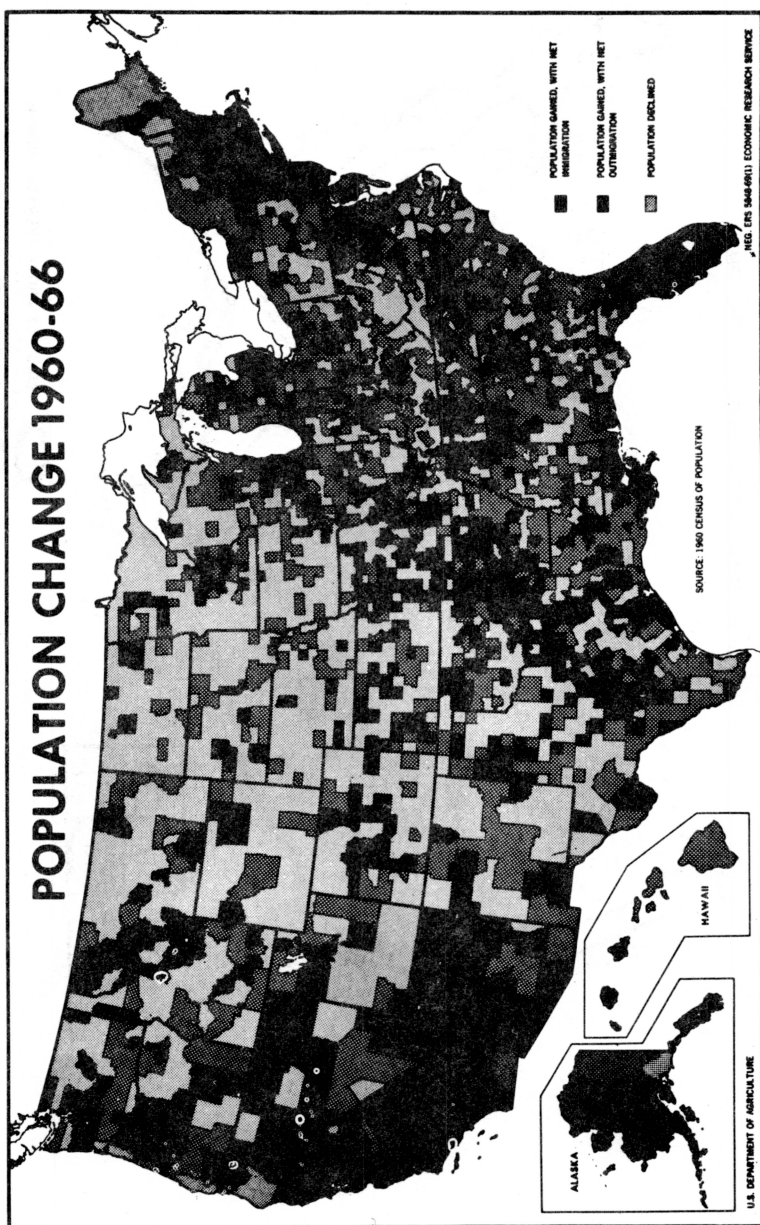 POPULATION CHANGE 1960-66
POPULATION GAINED, WITH NET
INMIGRATION
POPULATION GAINED, WITH NET
OUTMIGRATION
POPULATION DECLINED
SOURCE: 1960 CENSUS OF POPULATION
ALASKA
HAWAII
U.S. DEPARTMENT OF AGRICULTURE
NEG. ERS 5848-69(1) ECONOMIC RESEARCH SERVICE